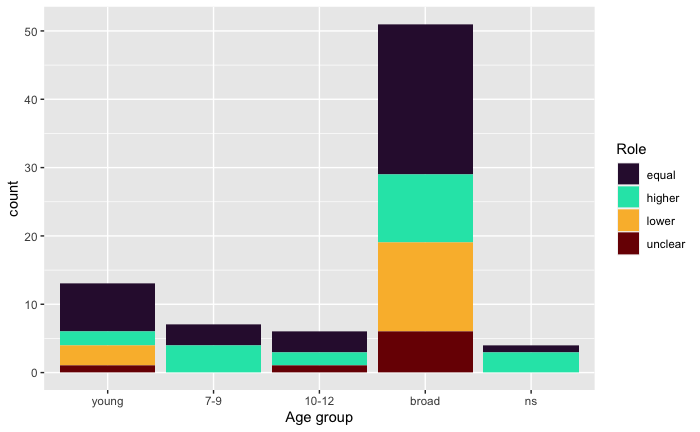 50
40
30
20
10
0
count
young 7-9 10-12 broad ns
Age group
Role
equal
higher
lower
unclear